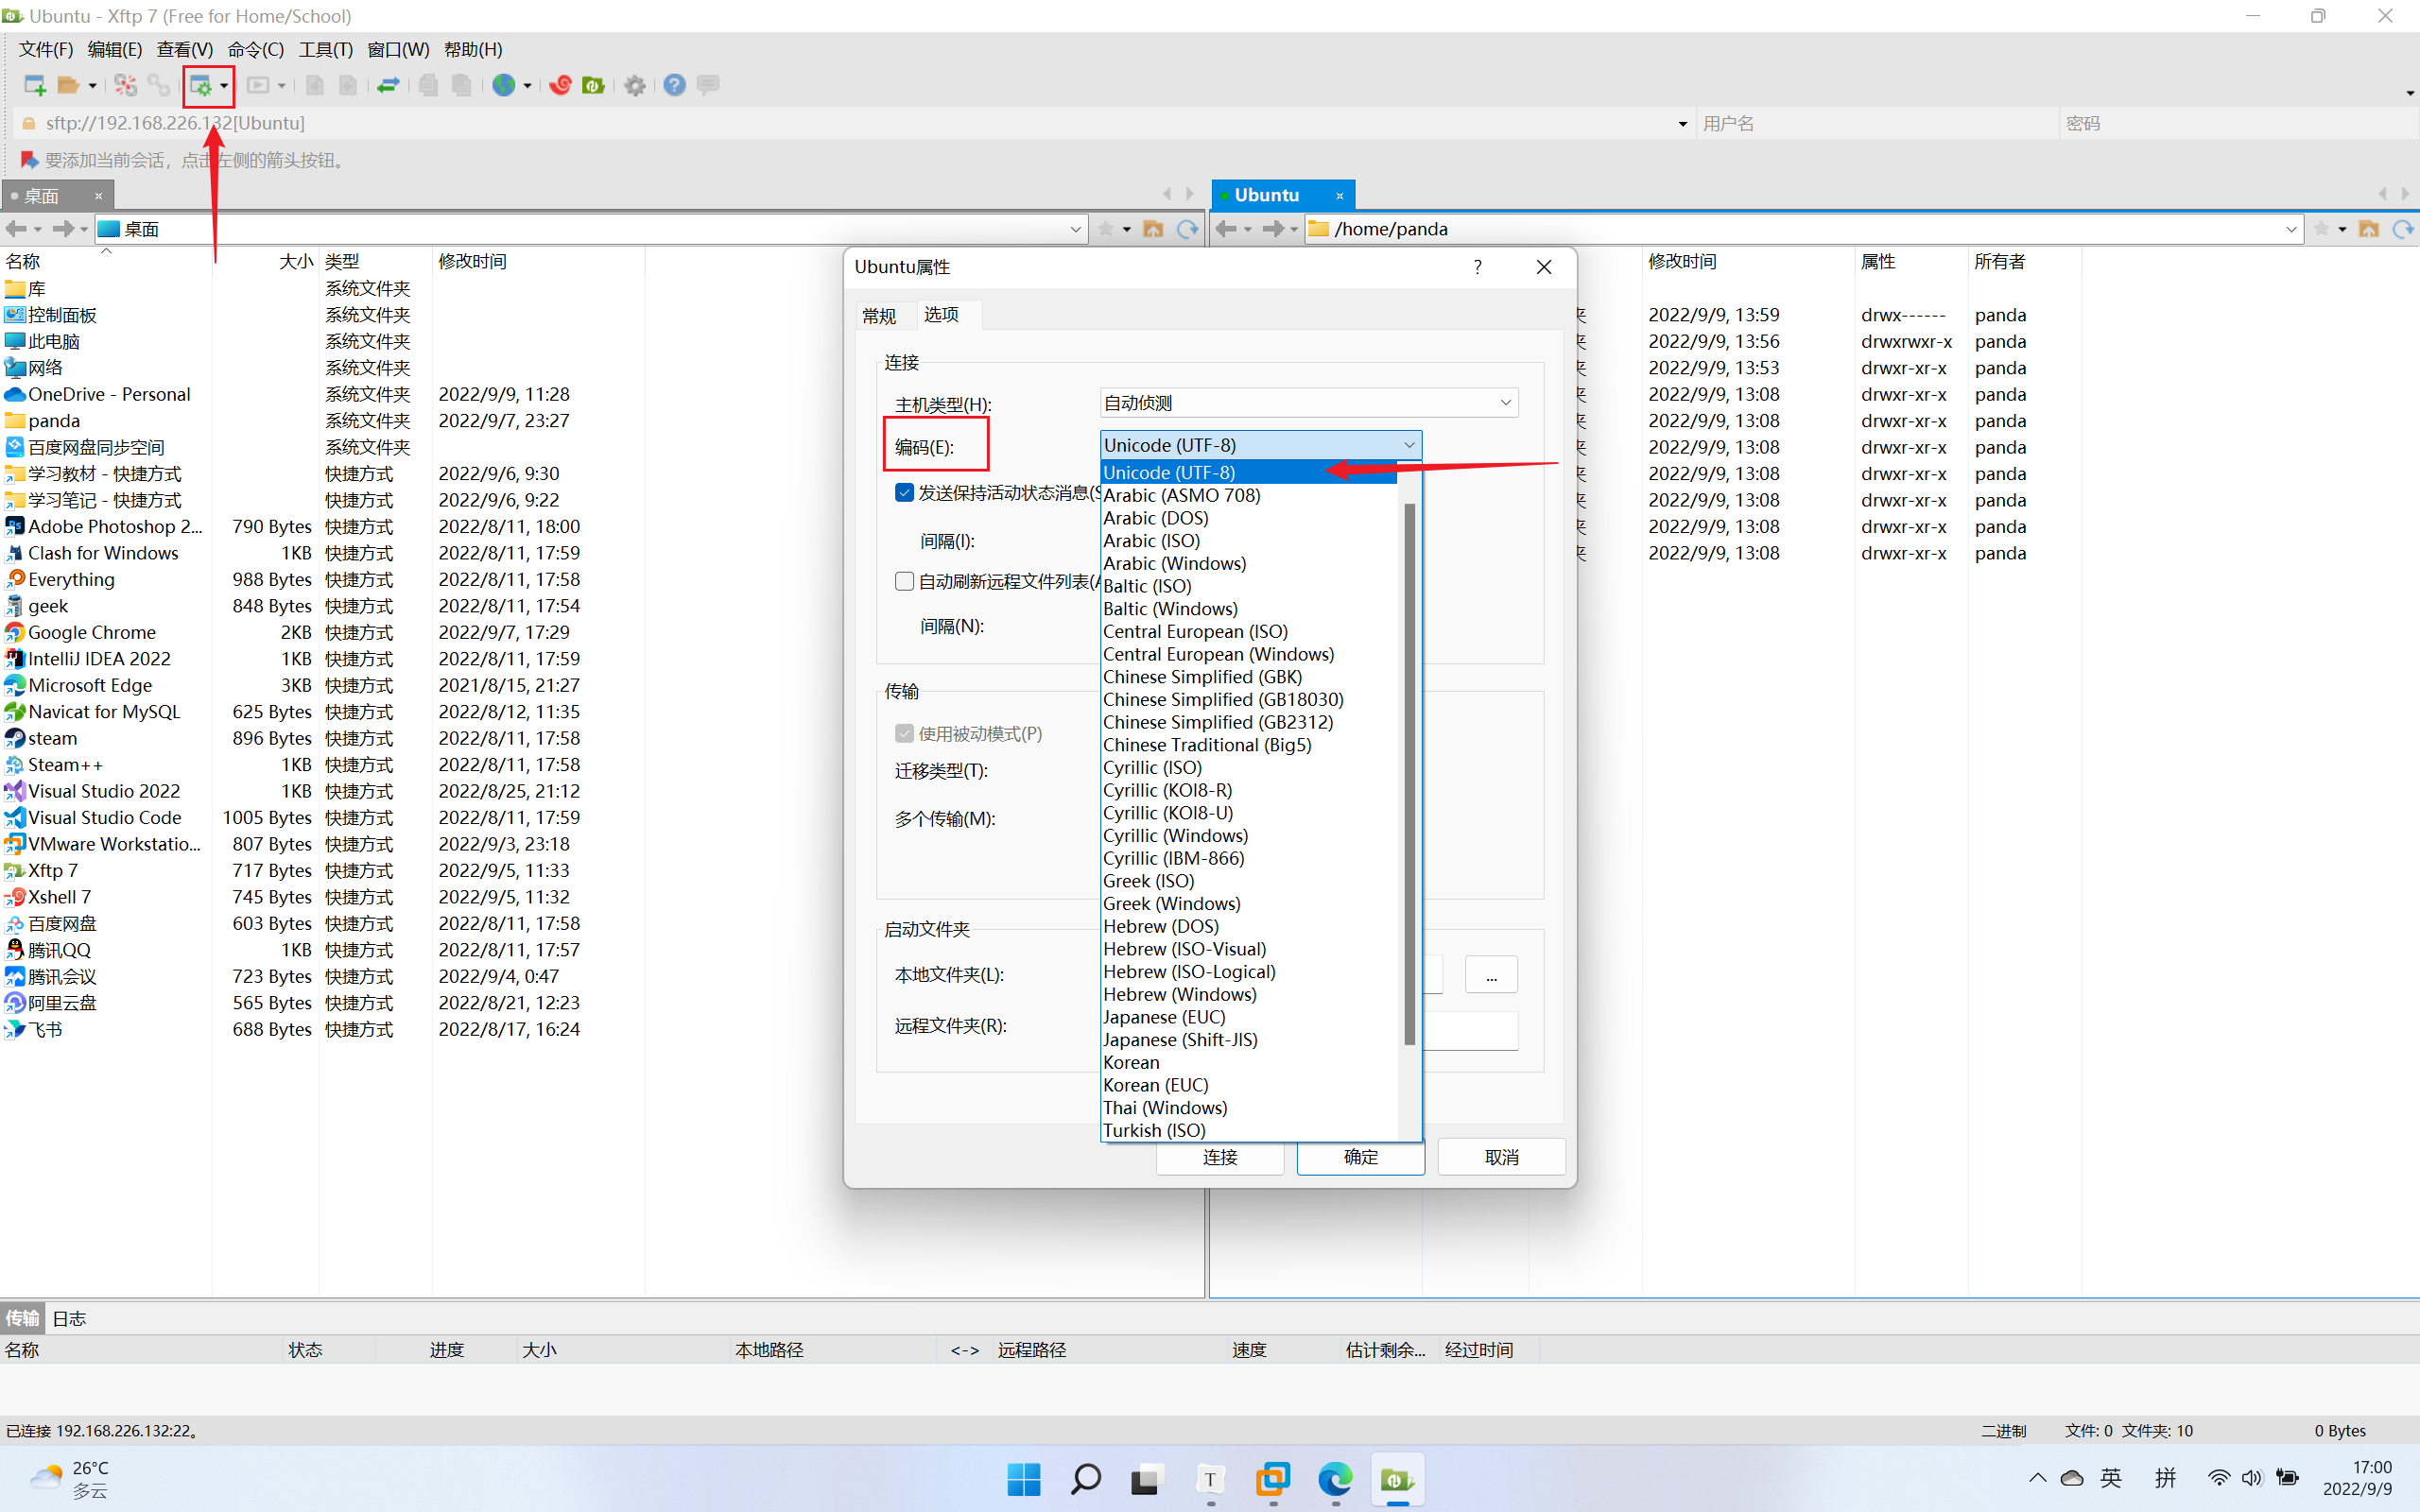 Ubuntu - Xftp 7 (Free for Home/School)
文件(F) 编辑(E) 查看(V) 命令(C) 工具(T) 窗口(W) 帮助(H)
sftp://192.168.226.132[Ubuntu] 用户名 密码
要添加当前会话，点击左侧的箭头按钮。
桌面 Ubuntu
桌面 /home/panda
名称 大小 类型 修改时间
库 系统文件夹
控制面板 系统文件夹
此电脑 系统文件夹
网络 系统文件夹
OneDrive - Personal 系统文件夹 2022/9/9, 11:28
panda 系统文件夹 2022/9/7, 23:27
百度网盘同步空间 系统文件夹
学习教材 - 快捷方式 快捷方式 2022/9/6, 9:30
学习笔记 - 快捷方式 快捷方式 2022/9/6, 9:22
Adobe Photoshop 2... 790 Bytes 快捷方式 2022/8/11, 18:00
Clash for Windows 1KB 快捷方式 2022/8/11, 17:59
Everything 988 Bytes 快捷方式 2022/8/11, 17:58
geek 848 Bytes 快捷方式 2022/8/11, 17:54
Google Chrome 2KB 快捷方式 2022/9/7, 17:29
IntelliJ IDEA 2022 1KB 快捷方式 2022/8/11, 17:59
Microsoft Edge 3KB 快捷方式 2021/8/15, 21:27
Navicat for MySQL 625 Bytes 快捷方式 2022/8/12, 11:35
steam 896 Bytes 快捷方式 2022/8/11, 17:58
Steam++ 1KB 快捷方式 2022/8/11, 17:58
Visual Studio 2022 1KB 快捷方式 2022/8/25, 21:12
Visual Studio Code 1005 Bytes 快捷方式 2022/8/11, 17:59
VMware Workstatio... 807 Bytes 快捷方式 2022/9/3, 23:18
Xftp 7 717 Bytes 快捷方式 2022/9/5, 11:33
Xshell 7 745 Bytes 快捷方式 2022/9/5, 11:32
百度网盘 603 Bytes 快捷方式 2022/8/11, 17:58
腾讯QQ 1KB 快捷方式 2022/8/11, 17:57
腾讯会议 723 Bytes 快捷方式 2022/9/4, 0:47
阿里云盘 565 Bytes 快捷方式 2022/8/21, 12:23
飞书 688 Bytes 快捷方式 2022/8/17, 16:24
Ubuntu属性 ?
常规 选项
连接
主机类型(H): 自动侦测
编码(E): Unicode (UTF-8)
Unicode (UTF-8)
发送保持活动状态消息(S
Arabic (ASMO 708)
Arabic (DOS)
间隔(I):
Arabic (ISO)
Arabic (Windows)
自动刷新远程文件列表(A
Baltic (ISO)
Baltic (Windows)
间隔(N):
Central European (ISO)
Central European (Windows)
Chinese Simplified (GBK)
传输
Chinese Simplified (GB18030)
Chinese Simplified (GB2312)
使用被动模式(P)
Chinese Traditional (Big5)
迁移类型(T):
Cyrillic (ISO)
Cyrillic (KOI8-R)
多个传输(M):
Cyrillic (KOI8-U)
Cyrillic (Windows)
Cyrillic (IBM-866)
Greek (ISO)
Greek (Windows)
启动文件夹
Hebrew (DOS)
Hebrew (ISO-Visual)
本地文件夹(L): ...
Hebrew (ISO-Logical)
Hebrew (Windows)
远程文件夹(R):
Japanese (EUC)
Japanese (Shift-JIS)
Korean
Korean (EUC)
Thai (Windows)
Turkish (ISO)
连接 确定 取消
修改时间 属性 所有者
2022/9/9, 13:59 drwx------ panda
2022/9/9, 13:56 drwxrwxr-x panda
2022/9/9, 13:53 drwxr-xr-x panda
2022/9/9, 13:08 drwxr-xr-x panda
2022/9/9, 13:08 drwxr-xr-x panda
2022/9/9, 13:08 drwxr-xr-x panda
2022/9/9, 13:08 drwxr-xr-x panda
2022/9/9, 13:08 drwxr-xr-x panda
2022/9/9, 13:08 drwxr-xr-x panda
2022/9/9, 13:08 drwxr-xr-x panda
传输 日志
名称 状态 进度 大小 本地路径 <-> 远程路径 速度 估计剩余... 经过时间
已连接 192.168.226.132:22。 二进制 文件: 0 文件夹: 10 0 Bytes
26°C
多云
T
英 拼
17:00
2022/9/9